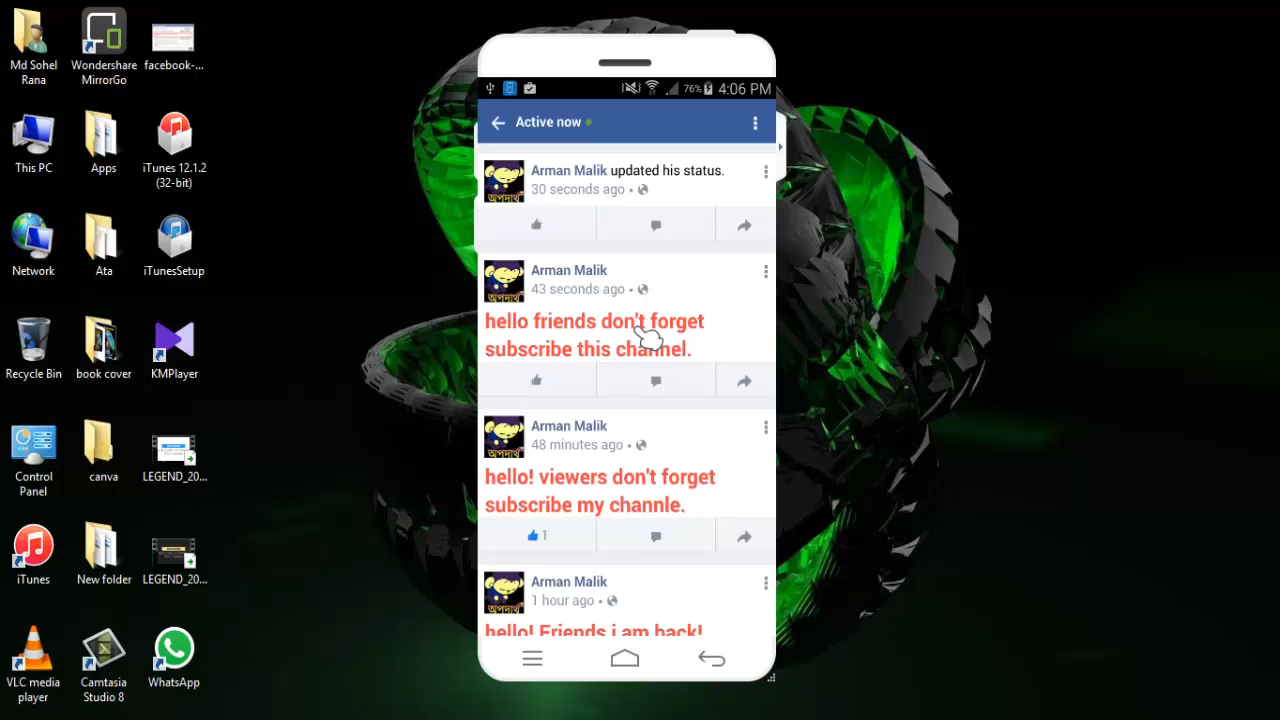 Md Sohel
Rana
Wondershare
MirrorGo
facebook-...
This PC
Apps
iTunes 12.1.2
(32-bit)
Network
Ata
iTunesSetup
Recycle Bin
book cover
KMPlayer
Control
Panel
canva
LEGEND_20...
iTunes
New folder
LEGEND_20...
VLC media
player
Camtasia
Studio 8
WhatsApp
76% 4:06 PM
Active now
Arman Malik updated his status.
30 seconds ago •
অপদার্থ
Arman Malik
43 seconds ago •
অপদার্থ
hello friends don't forget
subscribe this channel.
Arman Malik
48 minutes ago •
অপদার্থ
hello! viewers don't forget
subscribe my channle.
1
Arman Malik
1 hour ago •
অপদার্থ
hello! Friends i am back!